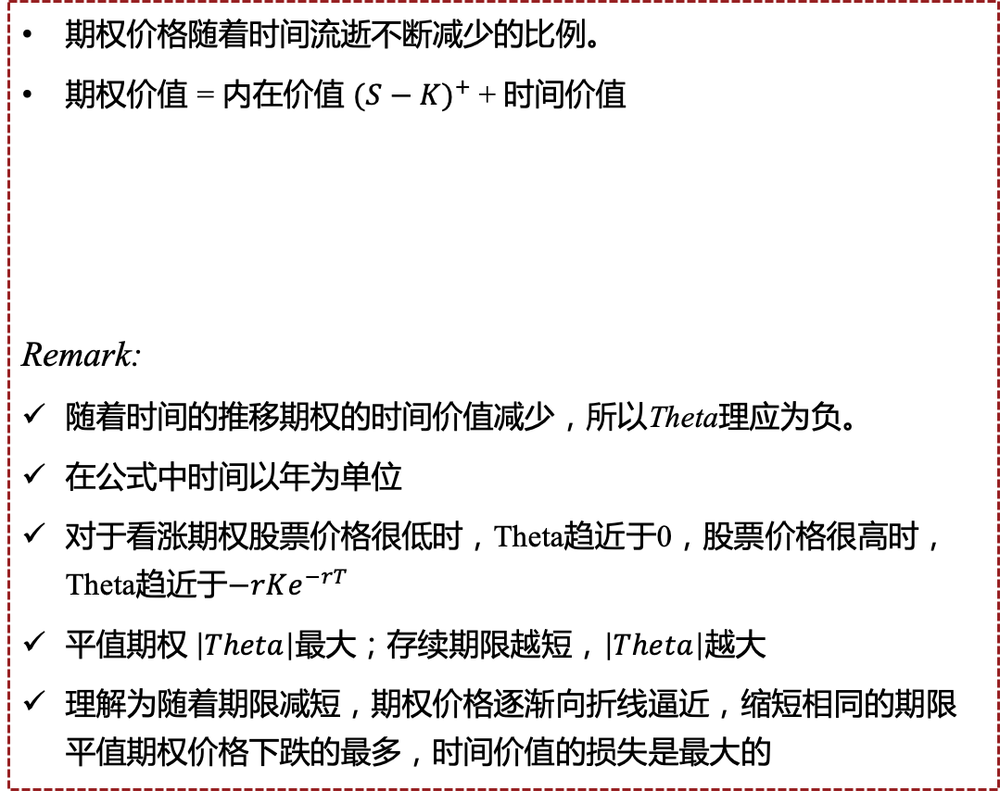 • 期权价格随着时间流逝不断减少的比例。
• 期权价值 = 内在价值 (S − K)⁺ + 时间价值
Remark:
✓ 随着时间的推移期权的时间价值减少，所以Theta理应为负。
✓ 在公式中时间以年为单位
✓ 对于看涨期权股票价格很低时，Theta趋近于0，股票价格很高时，
Theta趋近于−rKe⁻ʳᵀ
✓ 平值期权 |Theta|最大；存续期限越短，|Theta|越大
✓ 理解为随着期限减短，期权价格逐渐向折线逼近，缩短相同的期限
平值期权价格下跌的最多，时间价值的损失是最大的